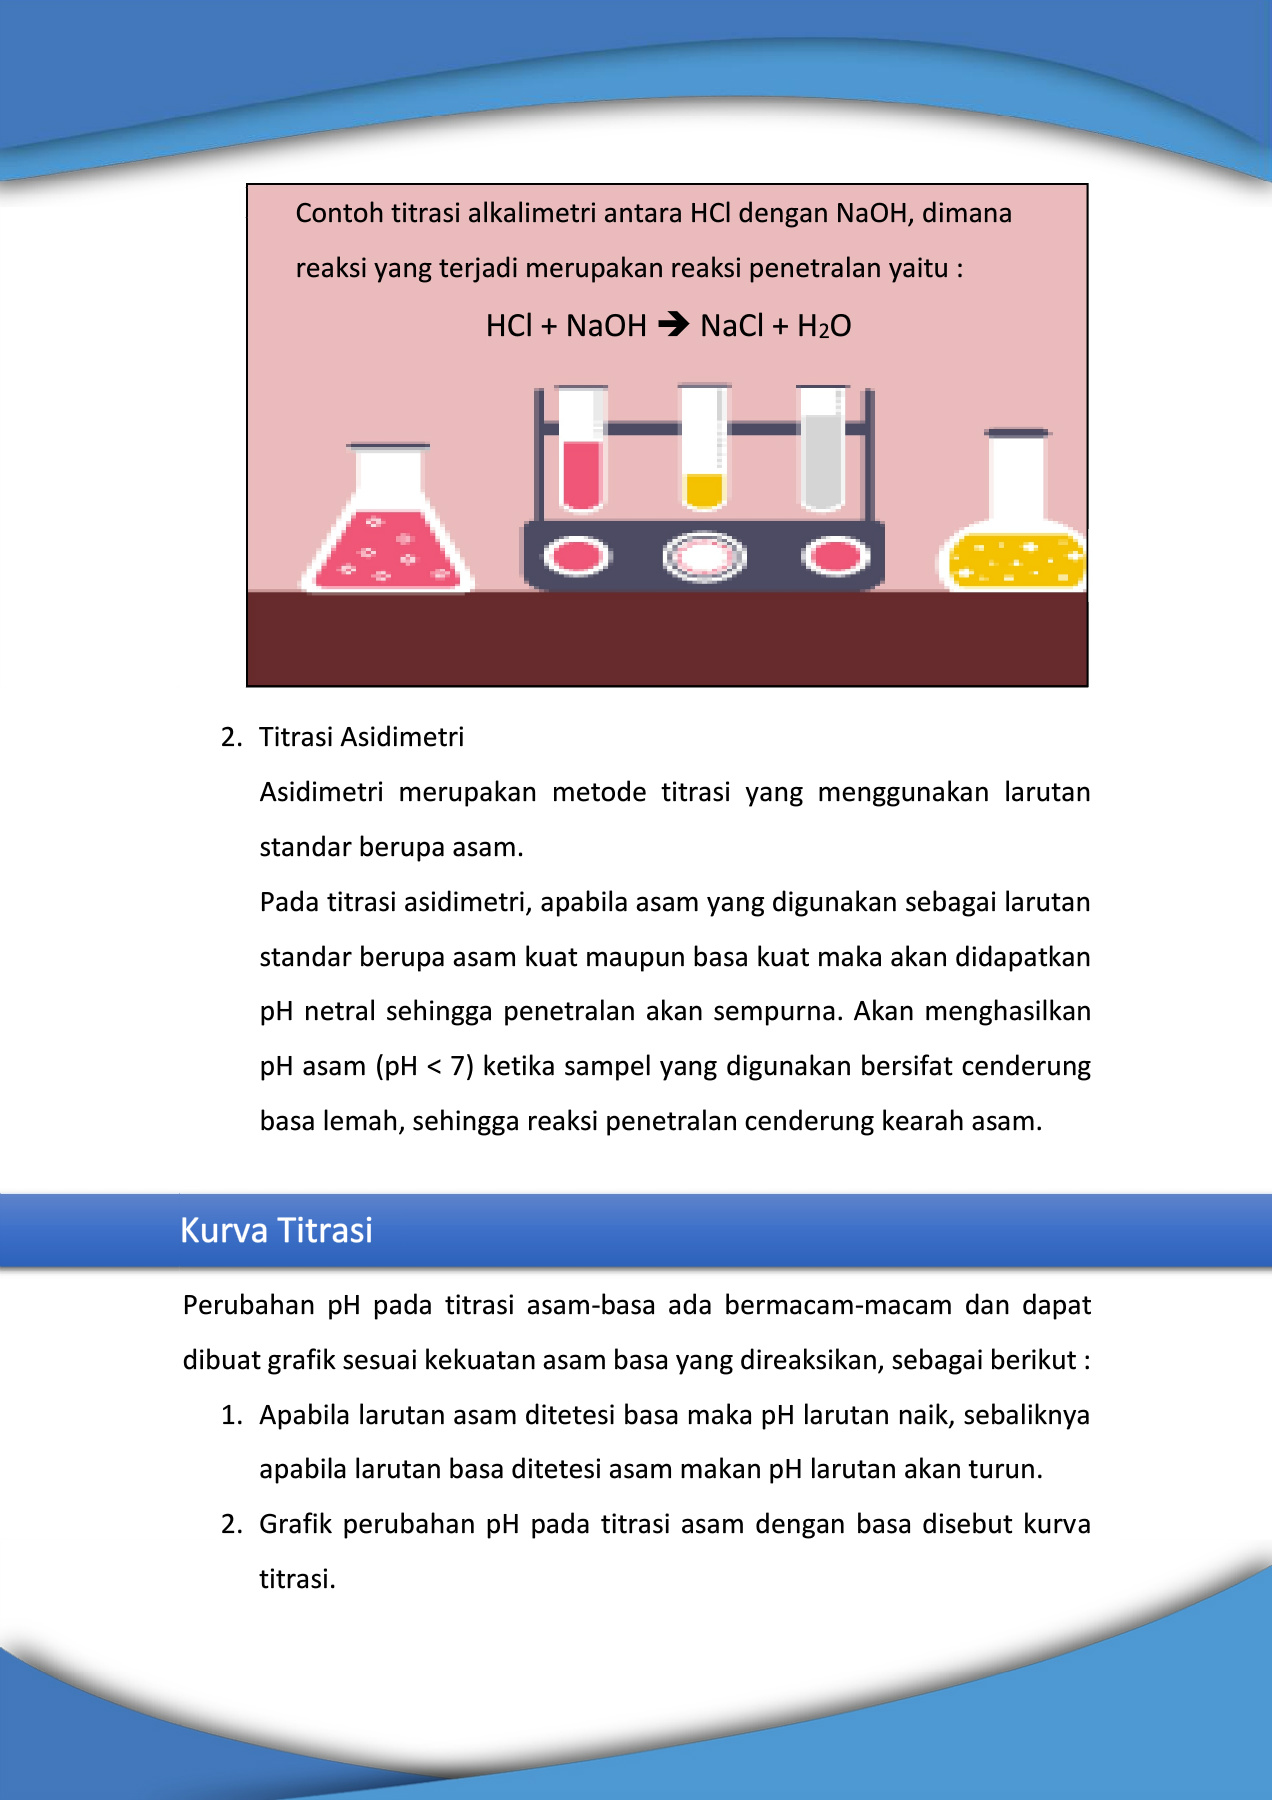 Contoh titrasi alkalimetri antara HCl dengan NaOH, dimana
reaksi yang terjadi merupakan reaksi penetralan yaitu :
HCl + NaOH 🡺 NaCl + H₂O
2. Titrasi Asidimetri
Asidimetri merupakan metode titrasi yang menggunakan larutan
standar berupa asam.
Pada titrasi asidimetri, apabila asam yang digunakan sebagai larutan
standar berupa asam kuat maupun basa kuat maka akan didapatkan
pH netral sehingga penetralan akan sempurna. Akan menghasilkan
pH asam (pH < 7) ketika sampel yang digunakan bersifat cenderung
basa lemah, sehingga reaksi penetralan cenderung kearah asam.
Kurva Titrasi
Perubahan pH pada titrasi asam-basa ada bermacam-macam dan dapat
dibuat grafik sesuai kekuatan asam basa yang direaksikan, sebagai berikut :
1. Apabila larutan asam ditetesi basa maka pH larutan naik, sebaliknya
apabila larutan basa ditetesi asam makan pH larutan akan turun.
2. Grafik perubahan pH pada titrasi asam dengan basa disebut kurva
titrasi.